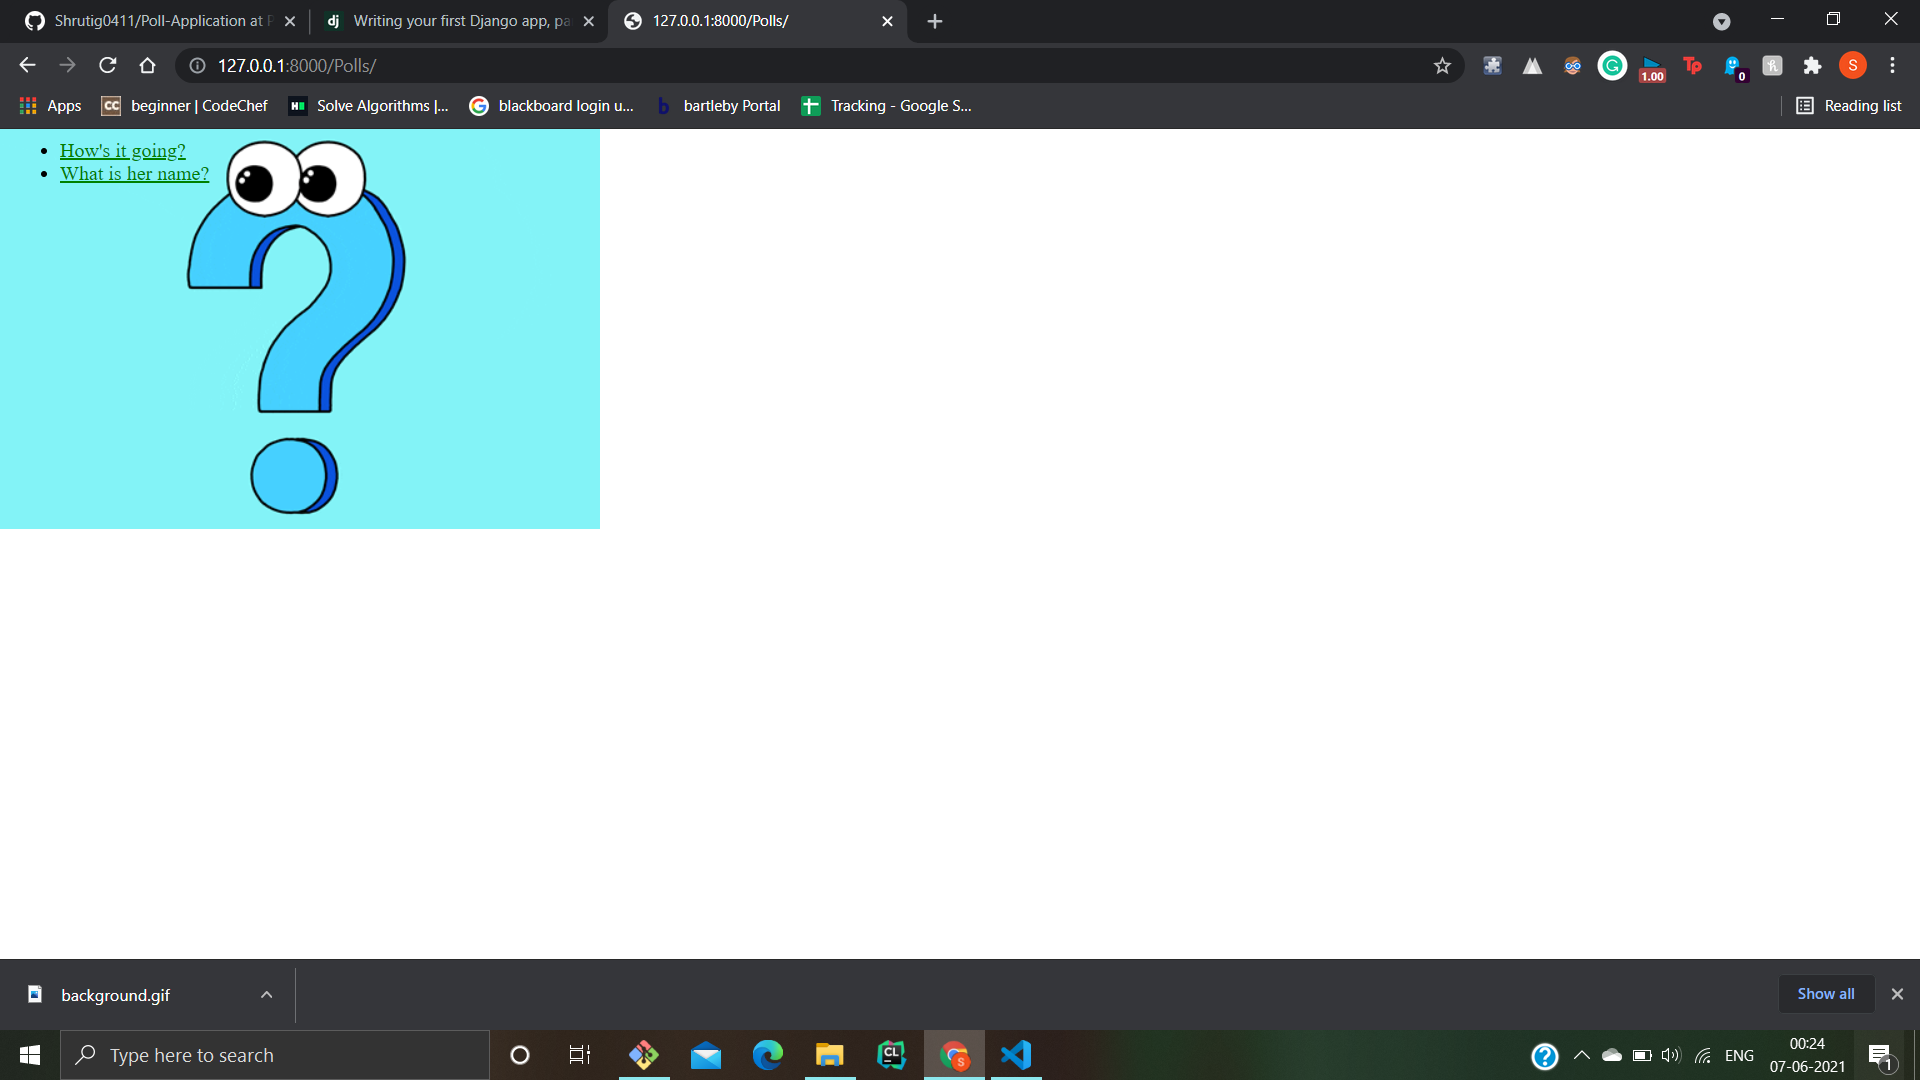 Shrutig0411/Poll-Application at P
dj Writing your first Django app, pa
127.0.0.1:8000/Polls/
127.0.0.1:8000/Polls/
G 1.00 Tp 0 h S
Apps CC beginner | CodeChef H Solve Algorithms |... G blackboard login u... b bartleby Portal Tracking - Google S... Reading list
How's it going?
What is her name?
background.gif
Show all
Type here to search
CL
S
? ENG
00:24
07-06-2021
1